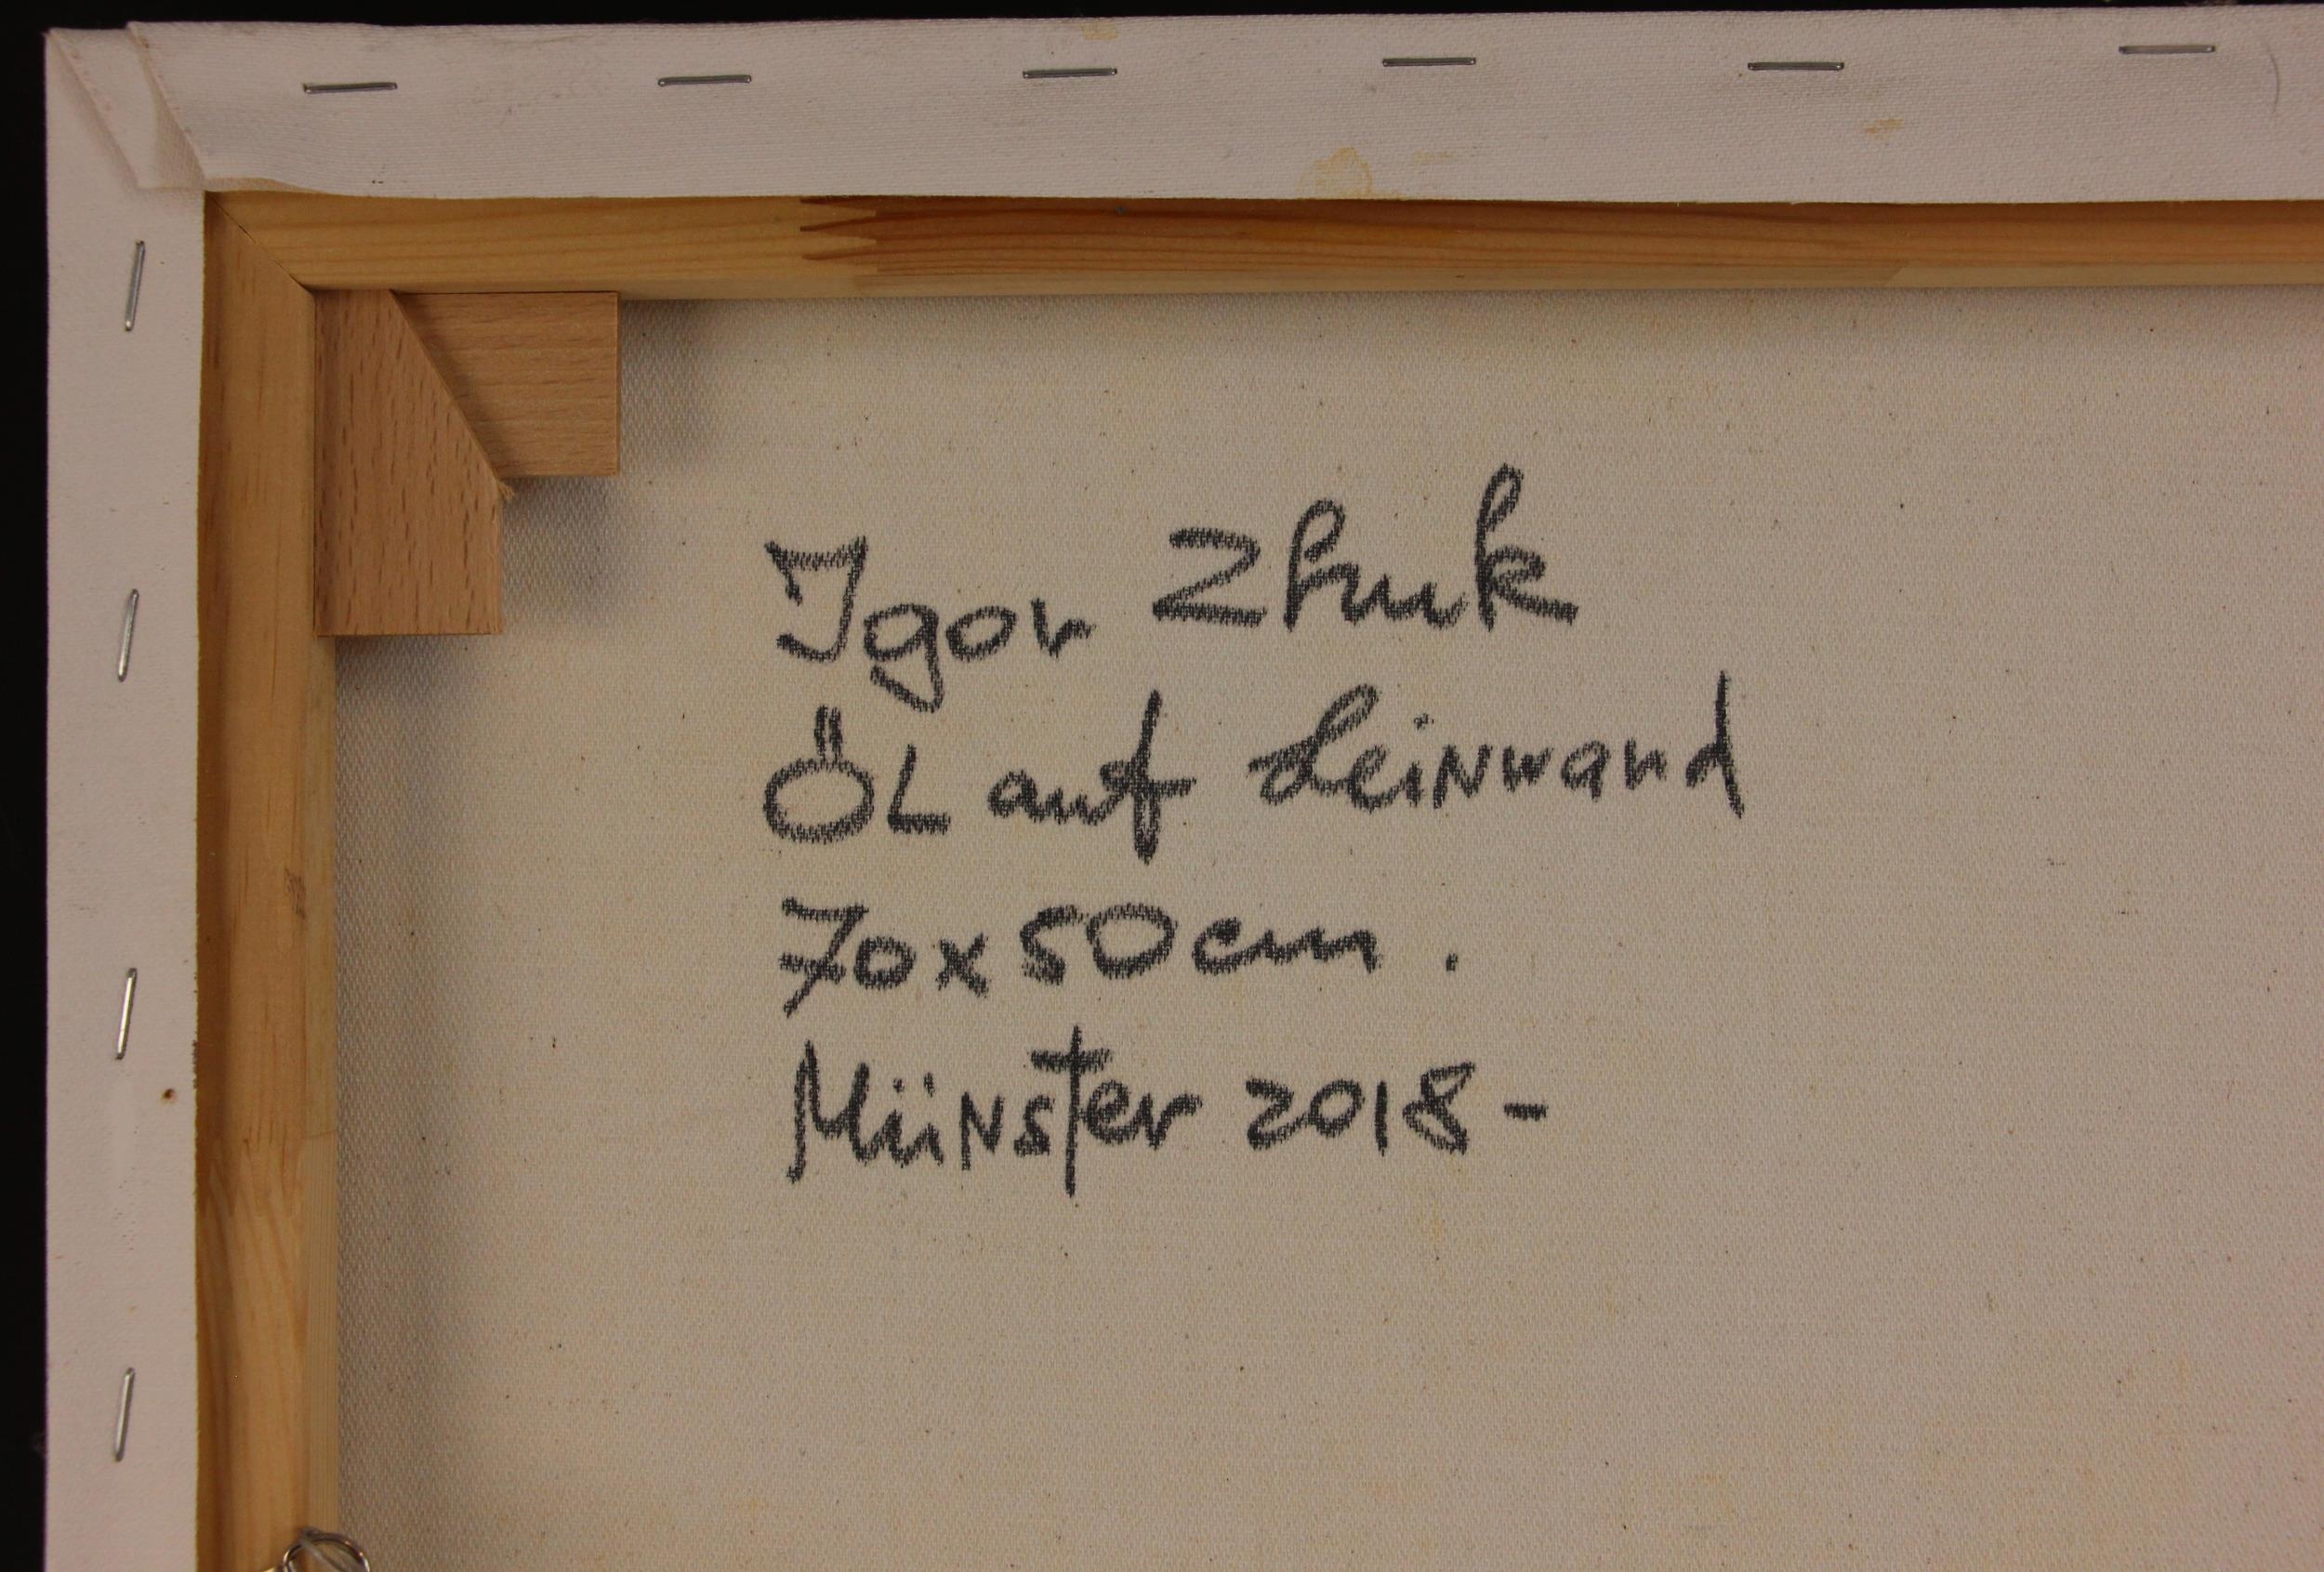 Igor Zhuk
ÖL auf Leinwand
70x50cm.
Münster 2018-